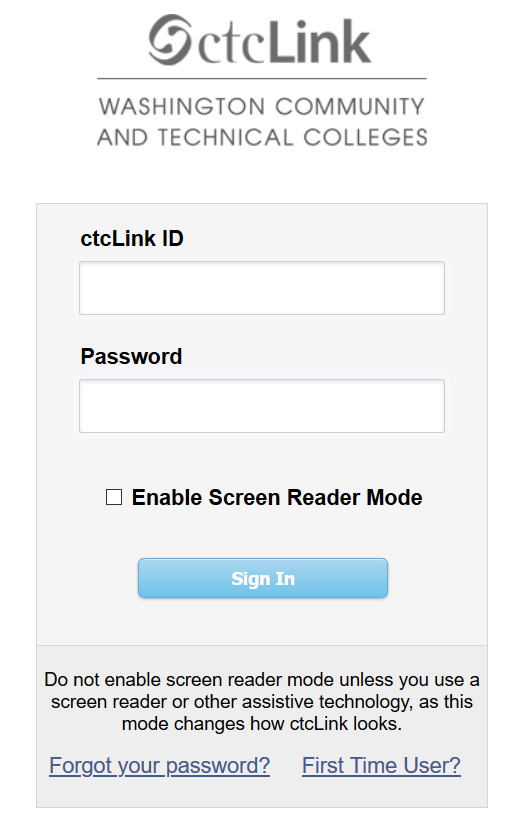 ctcLink
WASHINGTON COMMUNITY
AND TECHNICAL COLLEGES
ctcLink ID
Password
Enable Screen Reader Mode
Sign In
Do not enable screen reader mode unless you use a
screen reader or other assistive technology, as this
mode changes how ctcLink looks.
Forgot your password? First Time User?